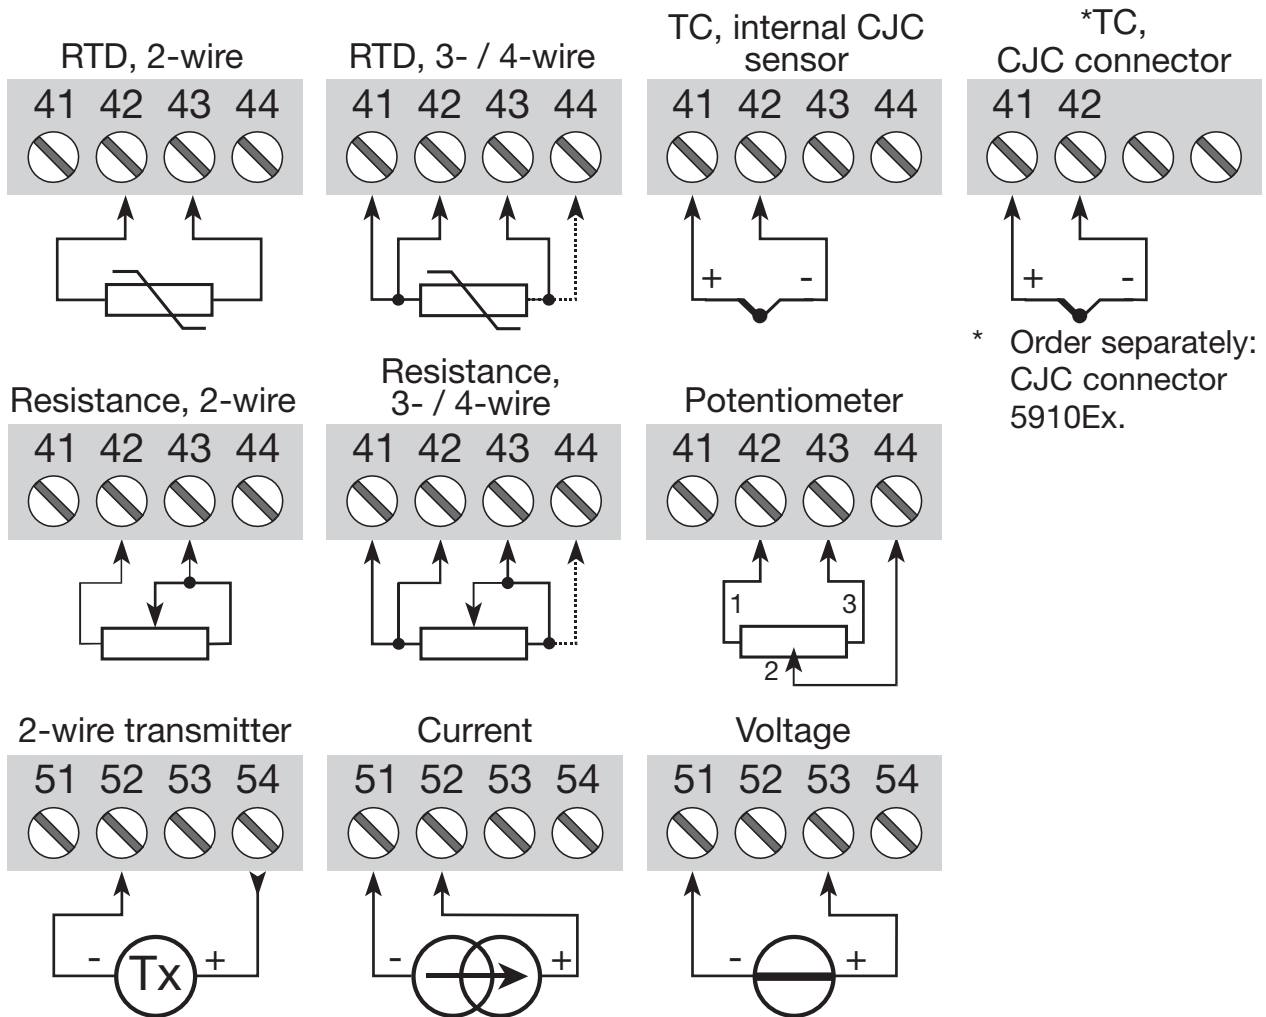 RTD, 2-wire
41 42 43 44
RTD, 3- / 4-wire
41 42 43 44
TC, internal CJC
sensor
41 42 43 44
+ -
*TC,
CJC connector
41 42
+ -
* Order separately:
CJC connector
5910Ex.
Resistance, 2-wire
41 42 43 44
Resistance,
3- / 4-wire
41 42 43 44
Potentiometer
41 42 43 44
1 3
2
2-wire transmitter
51 52 53 54
- Tx +
Current
51 52 53 54
- +
Voltage
51 52 53 54
- +